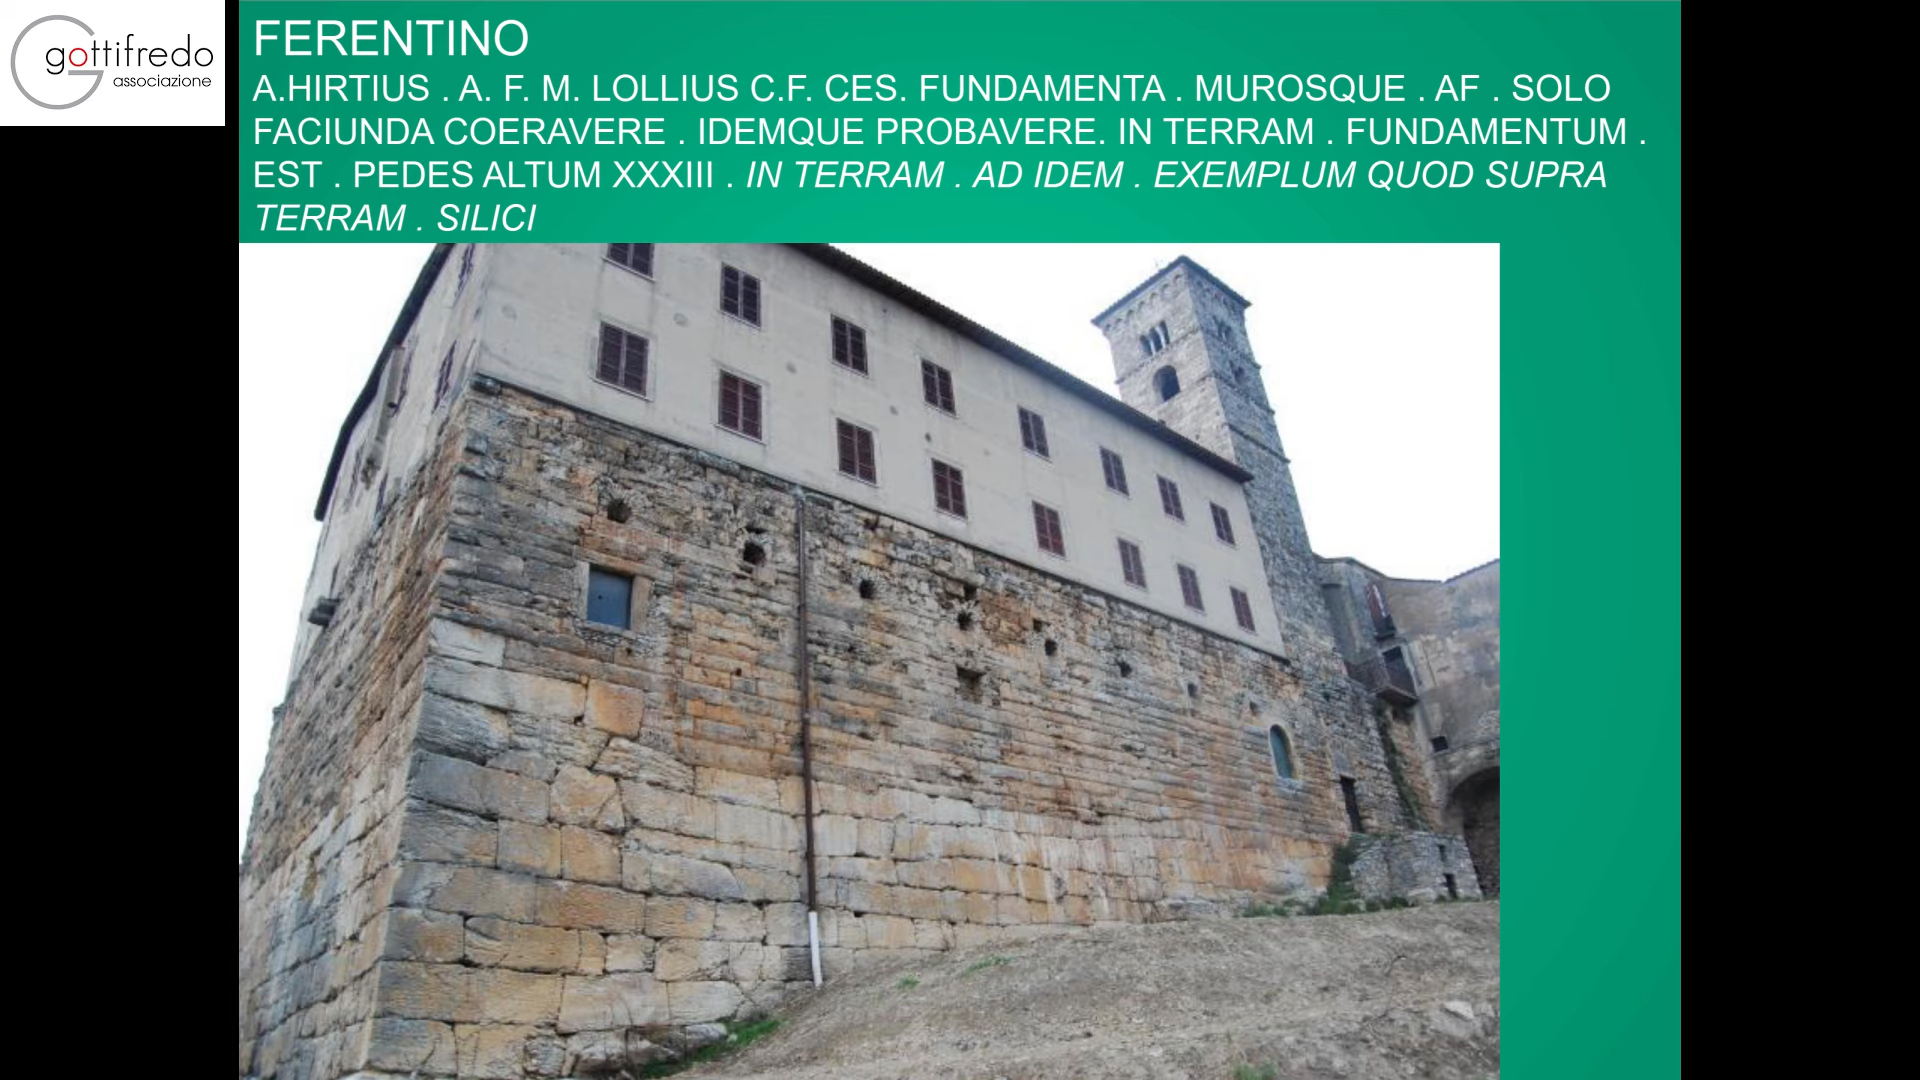 gottifredo
associazione
FERENTINO
A.HIRTIUS . A. F. M. LOLLIUS C.F. CES. FUNDAMENTA . MUROSQUE . AF . SOLO
FACIUNDA COERAVERE . IDEMQUE PROBAVERE. IN TERRAM . FUNDAMENTUM .
EST . PEDES ALTUM XXXIII . IN TERRAM . AD IDEM . EXEMPLUM QUOD SUPRA
TERRAM . SILICI